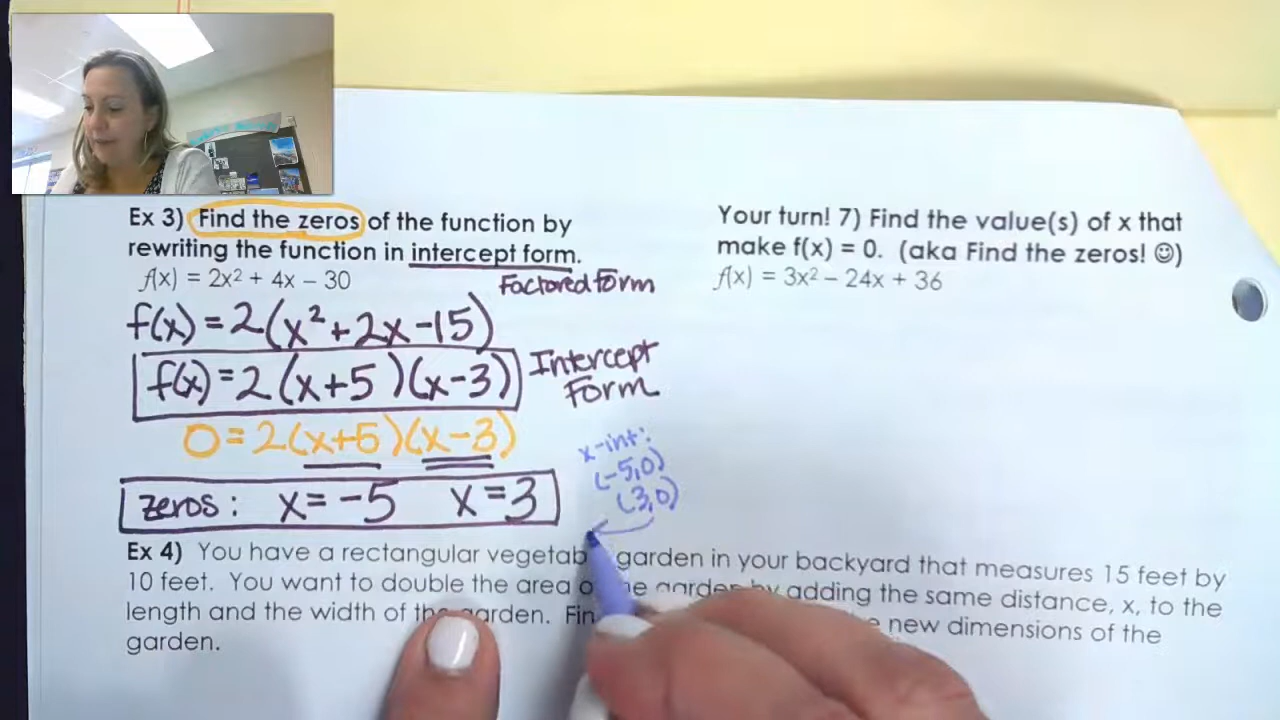 Ex 3) Find the zeros of the function by
rewriting the function in intercept form.
f(x) = 2x² + 4x – 30
Factored Form
f(x) = 2(x² + 2x - 15)
f(x) = 2(x+5)(x-3)
Intercept
Form
0 = 2(x+5)(x-3)
x-int:
(-5,0)
(3,0)
zeros: x = -5 x = 3
Your turn! 7) Find the value(s) of x that
make f(x) = 0. (aka Find the zeros! ☺)
f(x) = 3x² – 24x + 36
Ex 4) You have a rectangular garden in your backyard that measures 15 feet by
10 feet. You want to double the area garden by adding the same distance, x, to the
length and the width of the garden. new dimensions of the
garden.